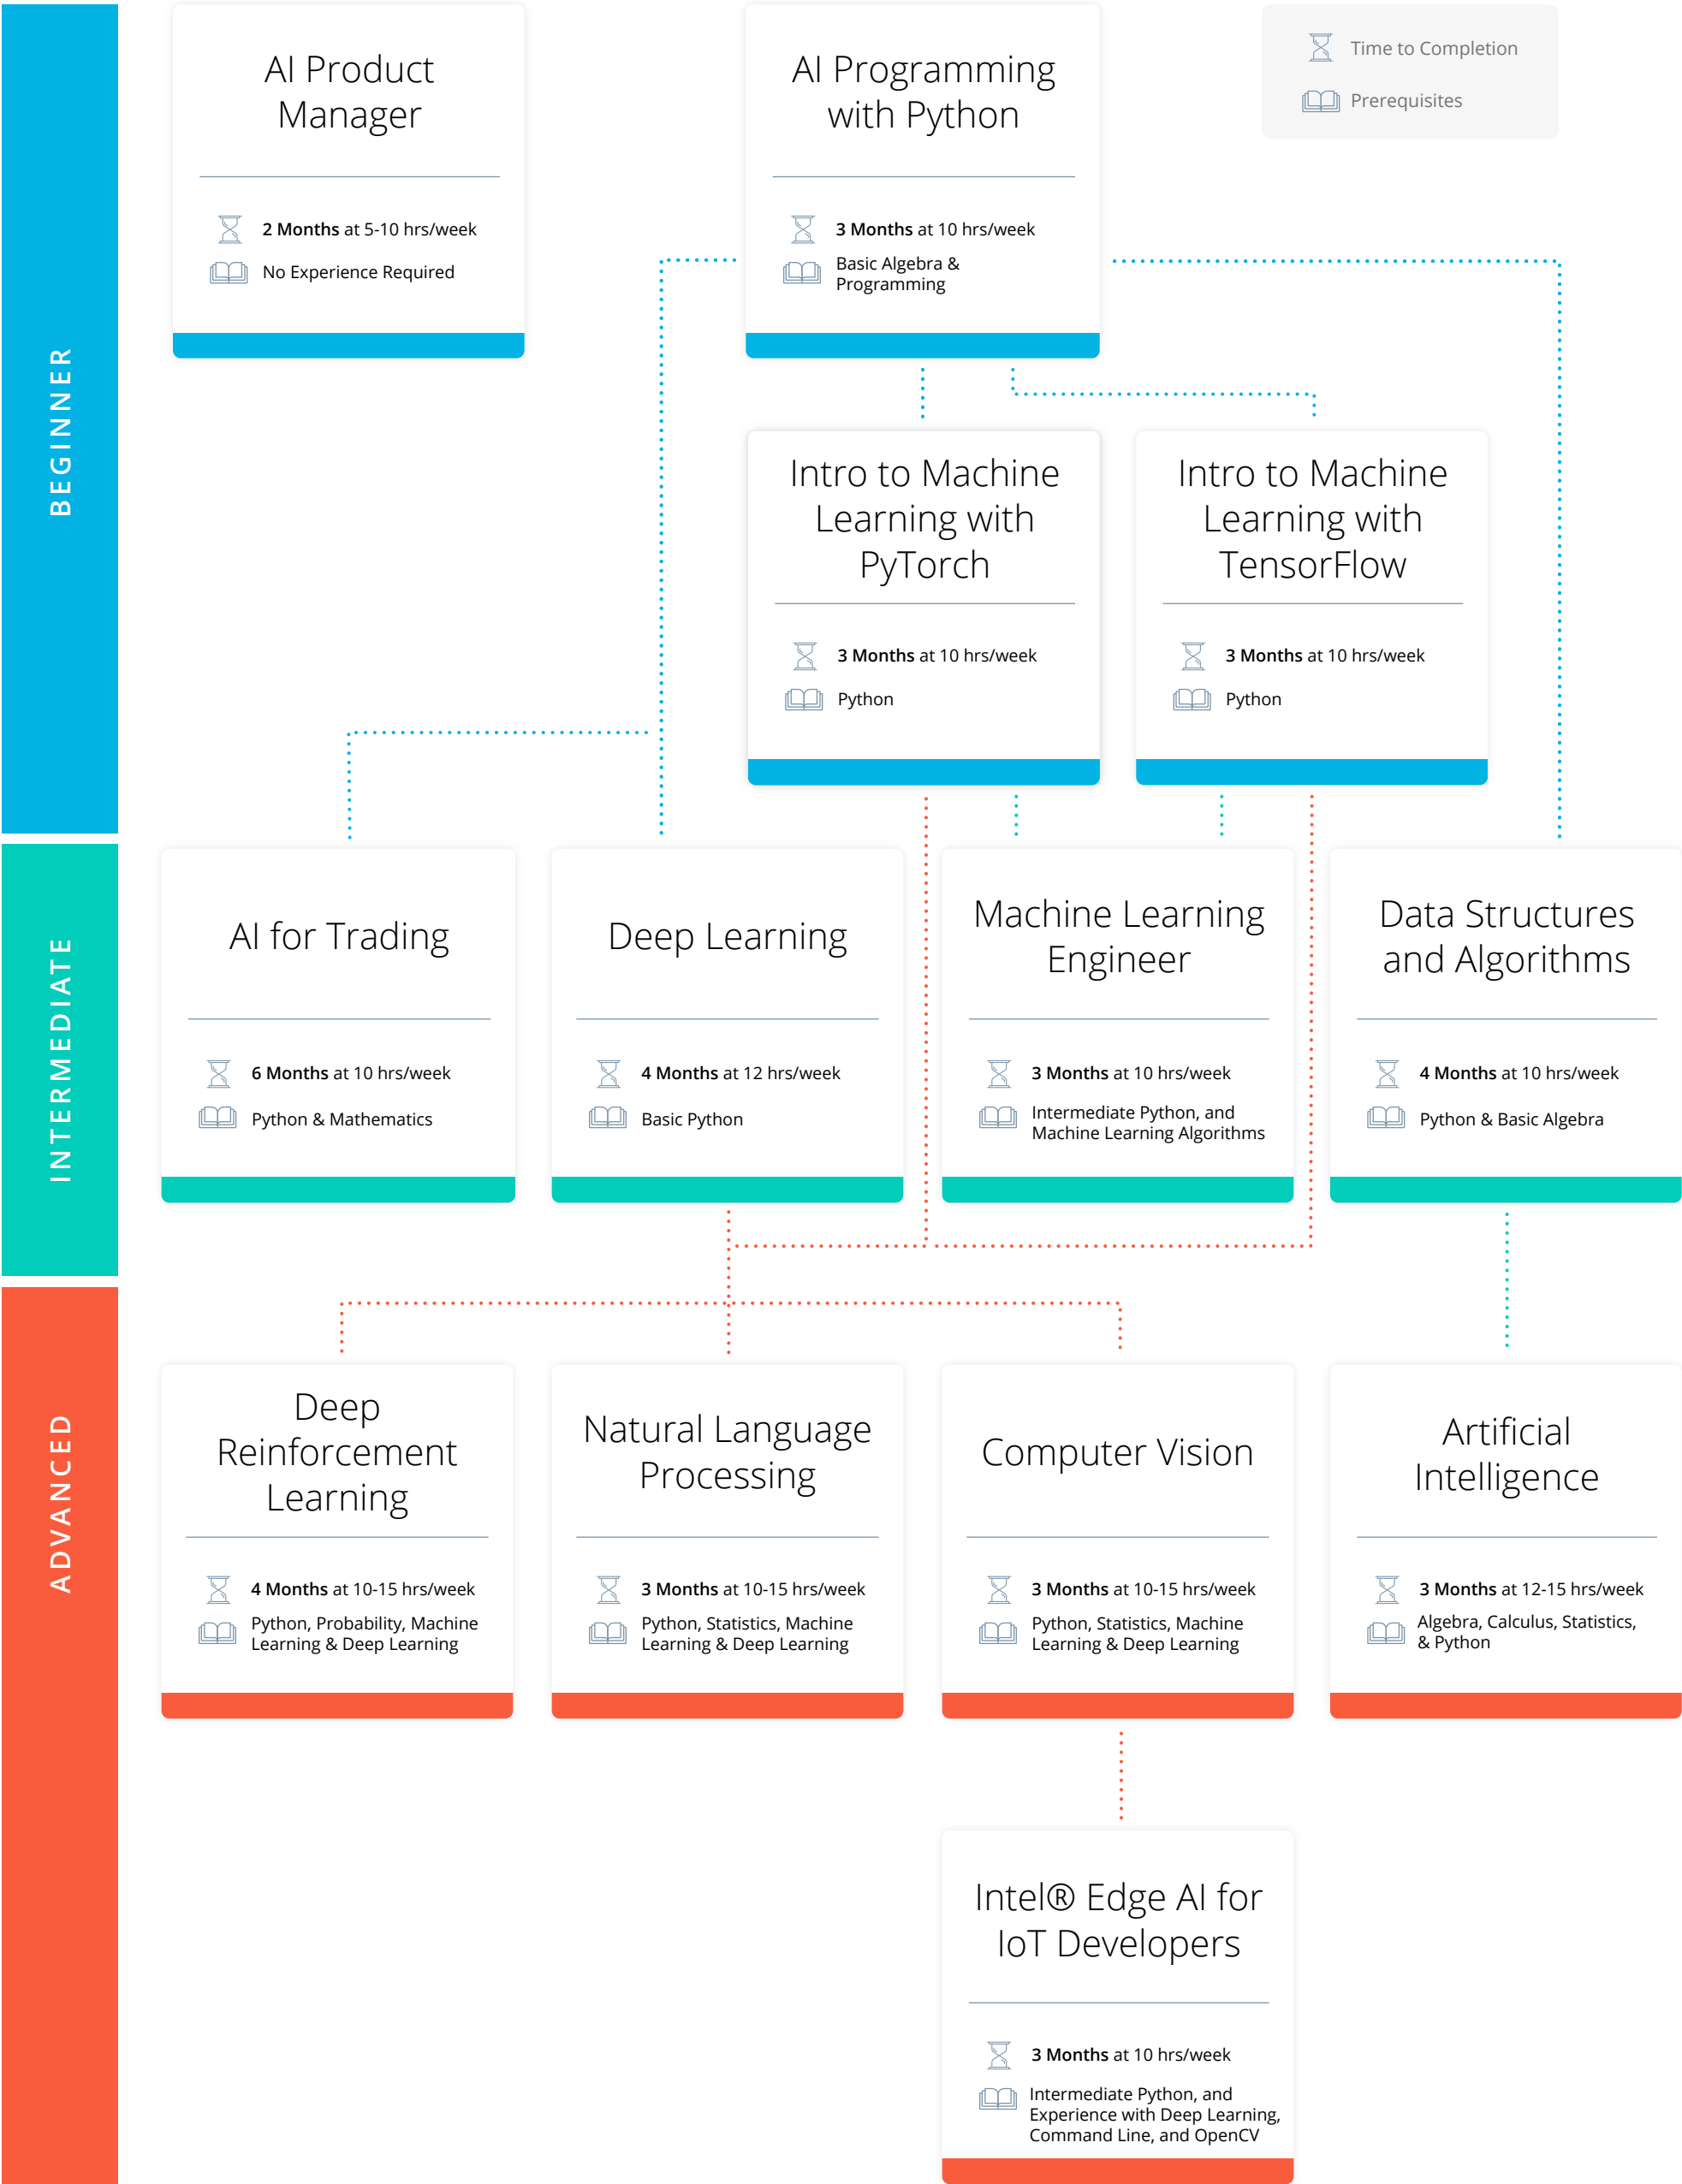 BEGINNER
AI Product
Manager
2 Months at 5-10 hrs/week
No Experience Required
AI Programming
with Python
3 Months at 10 hrs/week
Basic Algebra &
Programming
Time to Completion
Prerequisites
Intro to Machine
Learning with
PyTorch
3 Months at 10 hrs/week
Python
Intro to Machine
Learning with
TensorFlow
3 Months at 10 hrs/week
Python
INTERMEDIATE
AI for Trading
6 Months at 10 hrs/week
Python & Mathematics
Deep Learning
4 Months at 12 hrs/week
Basic Python
Machine Learning
Engineer
3 Months at 10 hrs/week
Intermediate Python, and
Machine Learning Algorithms
Data Structures
and Algorithms
4 Months at 10 hrs/week
Python & Basic Algebra
ADVANCED
Deep
Reinforcement
Learning
4 Months at 10-15 hrs/week
Python, Probability, Machine
Learning & Deep Learning
Natural Language
Processing
3 Months at 10-15 hrs/week
Python, Statistics, Machine
Learning & Deep Learning
Computer Vision
3 Months at 10-15 hrs/week
Python, Statistics, Machine
Learning & Deep Learning
Artificial
Intelligence
3 Months at 12-15 hrs/week
Algebra, Calculus, Statistics,
& Python
Intel® Edge AI for
IoT Developers
3 Months at 10 hrs/week
Intermediate Python, and
Experience with Deep Learning,
Command Line, and OpenCV